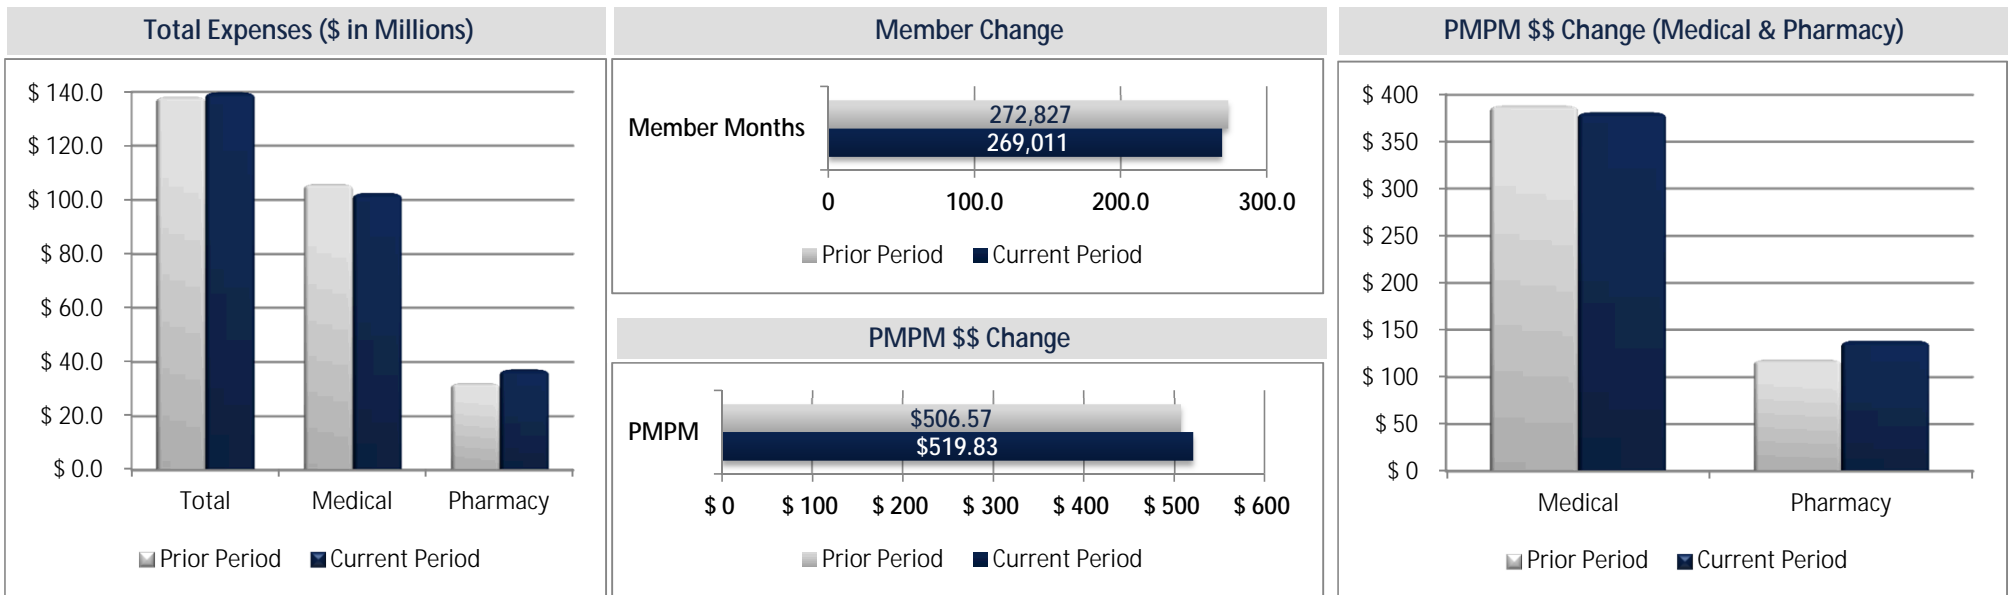 Total Expenses ($ in Millions)
$ 140.0
$ 120.0
$ 100.0
$ 80.0
$ 60.0
$ 40.0
$ 20.0
$ 0.0
Total Medical Pharmacy
Prior Period Current Period
Member Change
Member Months
272,827
269,011
0 100.0 200.0 300.0
Prior Period Current Period
PMPM $$ Change
PMPM
$506.57
$519.83
$ 0 $ 100 $ 200 $ 300 $ 400 $ 500 $ 600
Prior Period Current Period
PMPM $$ Change (Medical & Pharmacy)
$ 400
$ 350
$ 300
$ 250
$ 200
$ 150
$ 100
$ 50
$ 0
Medical Pharmacy
Prior Period Current Period